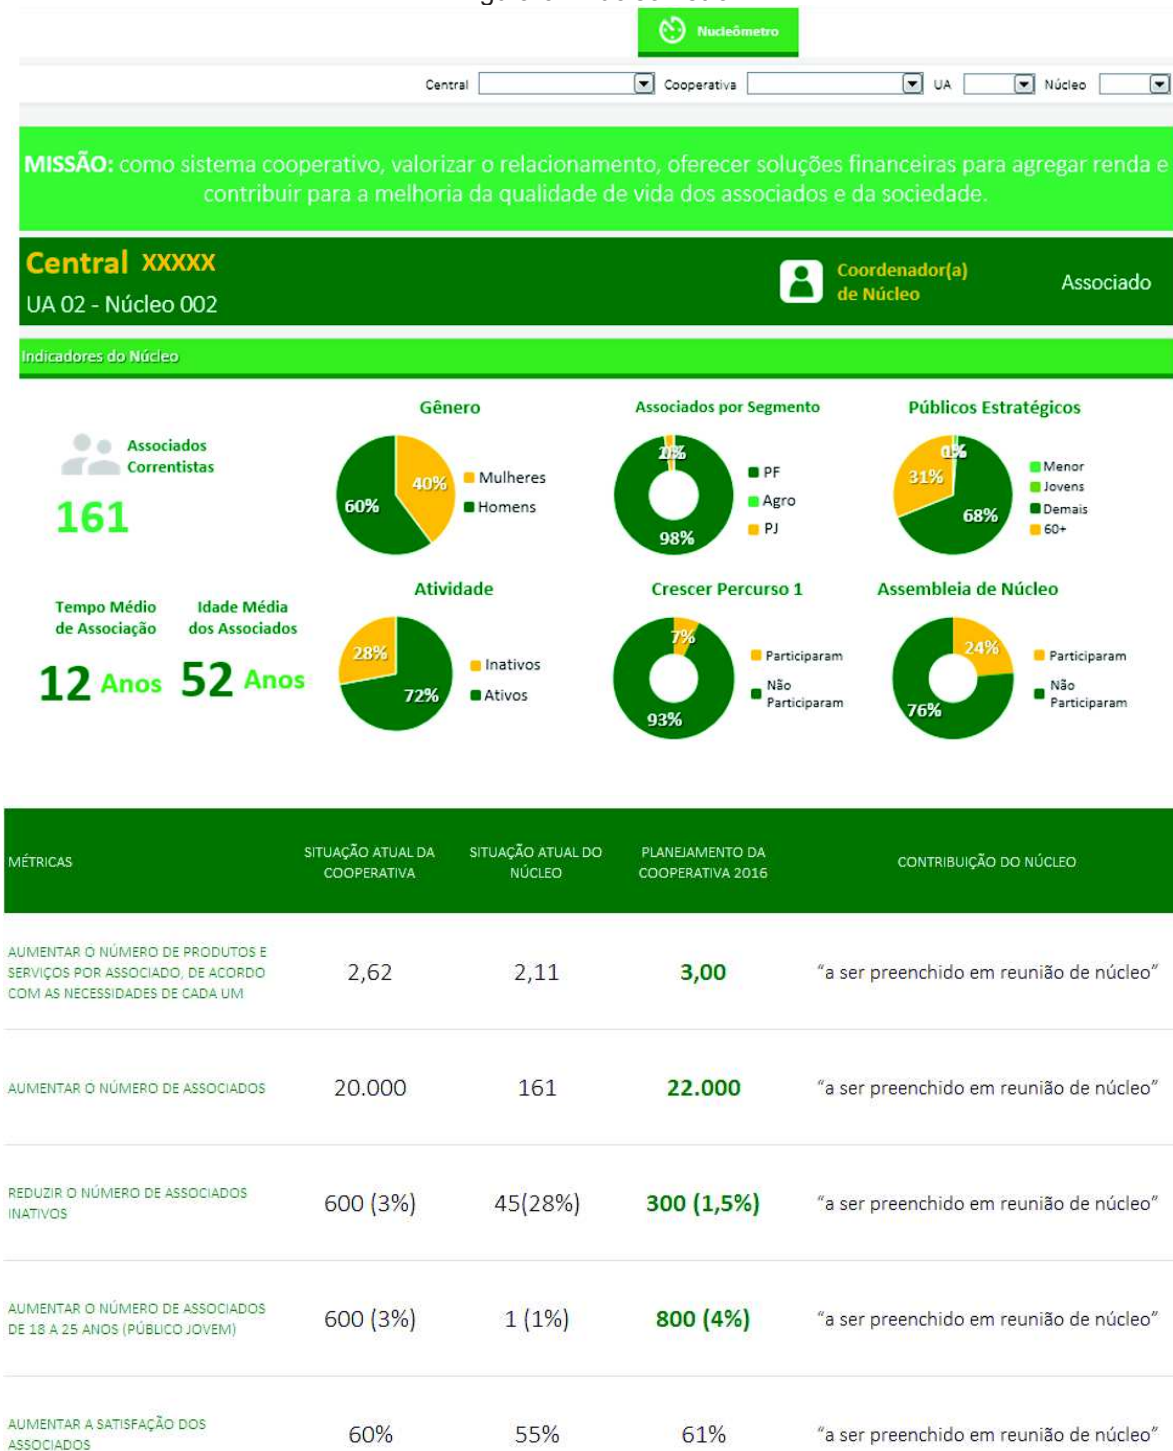 Nucleômetro
Central
Cooperativa
UA
Núcleo
MISSÃO: como sistema cooperativo, valorizar o relacionamento, oferecer soluções financeiras para agregar renda e
contribuir para a melhoria da qualidade de vida dos associados e da sociedade.
Central XXXXX
UA 02 - Núcleo 002
Coordenador(a)
de Núcleo
Associado
Indicadores do Núcleo
Associados
Correntistas
161
Gênero
40%
60%
Mulheres
Homens
Associados por Segmento
98%
PF
Agro
PJ
Públicos Estratégicos
31%
68%
Menor
Jovens
Demais
60+
Tempo Médio
de Associação
12 Anos
Idade Média
dos Associados
52 Anos
Atividade
28%
72%
Inativos
Ativos
Crescer Percurso 1
7%
93%
Participaram
Não
Participaram
Assembleia de Núcleo
24%
76%
Participaram
Não
Participaram
MÉTRICAS
SITUAÇÃO ATUAL DA
COOPERATIVA
SITUAÇÃO ATUAL DO
NÚCLEO
PLANEJAMENTO DA
COOPERATIVA 2016
CONTRIBUIÇÃO DO NÚCLEO
AUMENTAR O NÚMERO DE PRODUTOS E
SERVIÇOS POR ASSOCIADO, DE ACORDO
COM AS NECESSIDADES DE CADA UM
2,62
2,11
3,00
"a ser preenchido em reunião de núcleo"
AUMENTAR O NÚMERO DE ASSOCIADOS
20.000
161
22.000
"a ser preenchido em reunião de núcleo"
REDUZIR O NÚMERO DE ASSOCIADOS
INATIVOS
600 (3%)
45(28%)
300 (1,5%)
"a ser preenchido em reunião de núcleo"
AUMENTAR O NÚMERO DE ASSOCIADOS
DE 18 A 25 ANOS (PÚBLICO JOVEM)
600 (3%)
1 (1%)
800 (4%)
"a ser preenchido em reunião de núcleo"
AUMENTAR A SATISFAÇÃO DOS
ASSOCIADOS
60%
55%
61%
"a ser preenchido em reunião de núcleo"